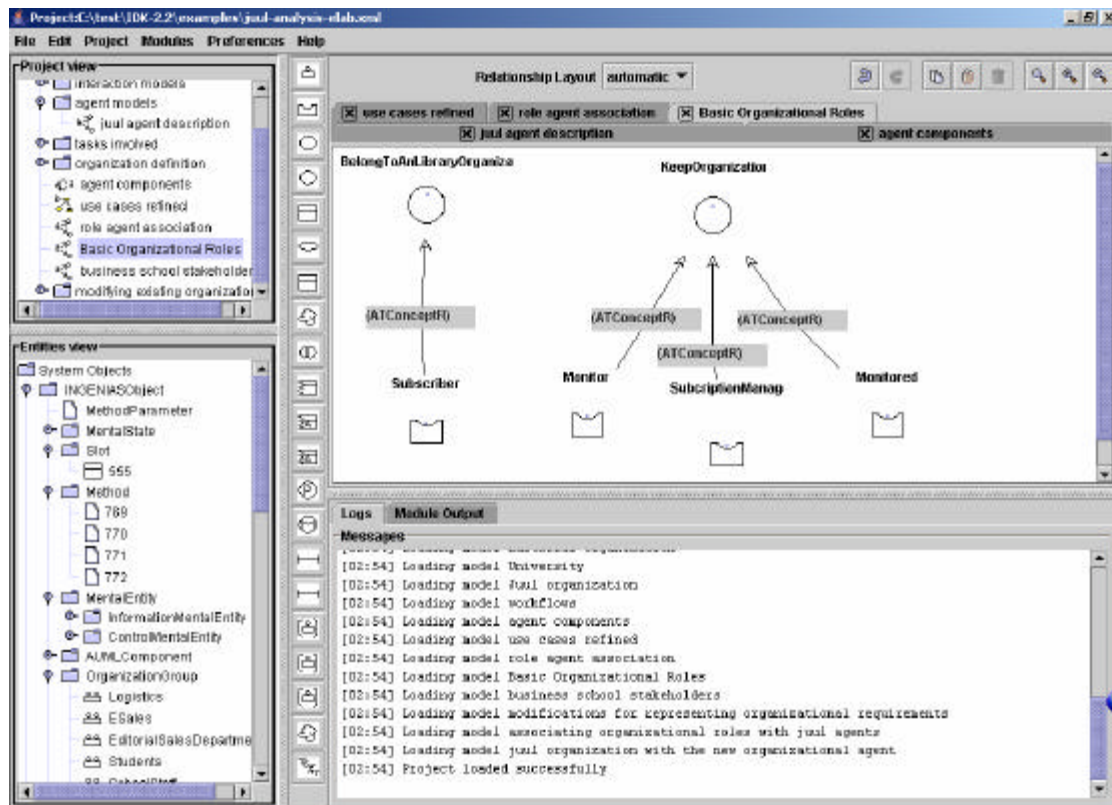 Project:C:\test\IDK-2.2\examples\juul-analysis-elab.xml
File Edit Project Modules Preferences Help
Project view
interaction models
agent models
juul agent description
tasks involved
organization definition
agent components
use cases refined
role agent association
Basic Organizational Roles
business school stakeholder
modifying existing organizatio
Entities view
System Objects
INGENIASObject
MethodParameter
MentalState
Slot
555
Method
769
770
771
772
MentalEntity
InformationMentalEntity
ControlMentalEntity
AUMLComponent
OrganizationGroup
Logistics
ESales
EditorialSalesDepartme
Students
SchoolStaff
Relationship Layout automatic
use cases refined role agent association Basic Organizational Roles
juul agent description agent components
BelongToAnLibraryOrganize KeepOrganization
(ATConceptR) (ATConceptR) (ATConceptR)
(ATConceptR)
Subscriber Monitor SubcriptionManag Monitored
Logs Module Output
Messages
[02:54] Loading model University
[02:54] Loading model Juul organization
[02:54] Loading model workflows
[02:54] Loading model agent components
[02:54] Loading model use cases refined
[02:54] Loading model role agent association
[02:54] Loading model Basic Organizational Roles
[02:54] Loading model business school stakeholders
[02:54] Loading model modifications for representing organizational requirements
[02:54] Loading model associating organizational roles with juul agents
[02:54] Loading model juul organization with the new organizational agent
[02:54] Project loaded successfully